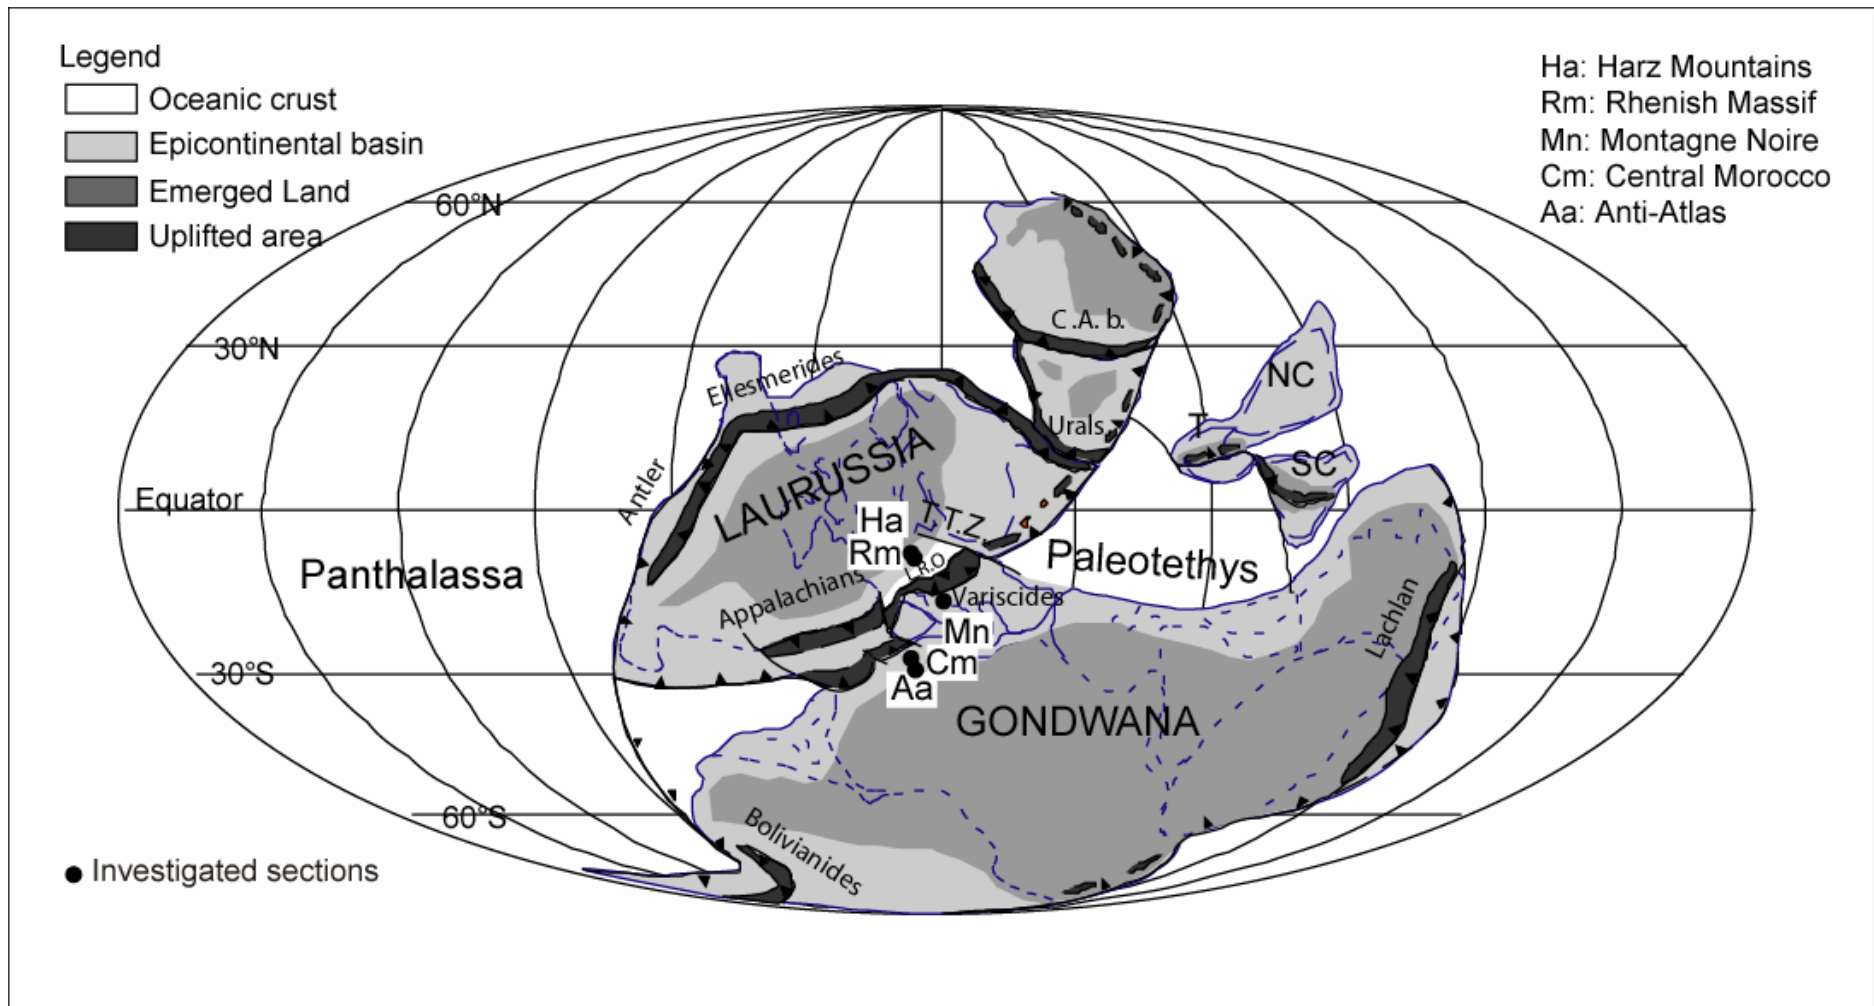 Legend
Oceanic crust
Epicontinental basin
Emerged Land
Uplifted area
Ha: Harz Mountains
Rm: Rhenish Massif
Mn: Montagne Noire
Cm: Central Morocco
Aa: Anti-Atlas
60°N
C.A.b.
30°N
Ellesmerides
NC
Urals
T
LAURUSSIA
SC
Antler
Equator
Ha
T.T.Z.
Rm
L.R.O.
Paleotethys
Panthalassa
Appalachians
Variscides
Lachlan
Mn
Cm
30°S
Aa
GONDWANA
60°S
Bolivianides
Investigated sections